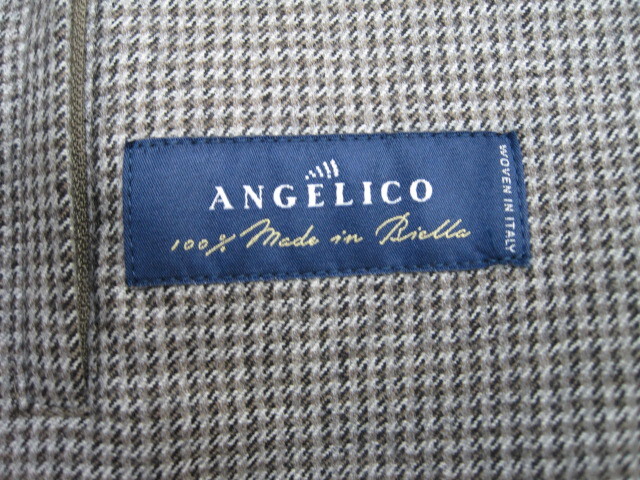 ANGELICO
100% Made in Biella
WOVEN IN ITALY